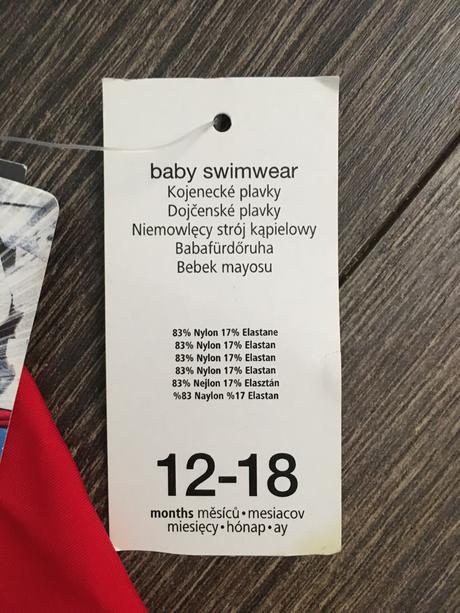 baby swimwear
Kojenecké plavky
Dojčenské plavky
Niemowlęcy strój kąpielowy
Babafürdőruha
Bebek mayosu
83% Nylon 17% Elastane
83% Nylon 17% Elastan
83% Nylon 17% Elastan
83% Nylon 17% Elastan
83% Nejlon 17% Elasztán
%83 Naylon %17 Elastan
12-18
months měsíců•mesiacov
miesięcy•hónap•ay